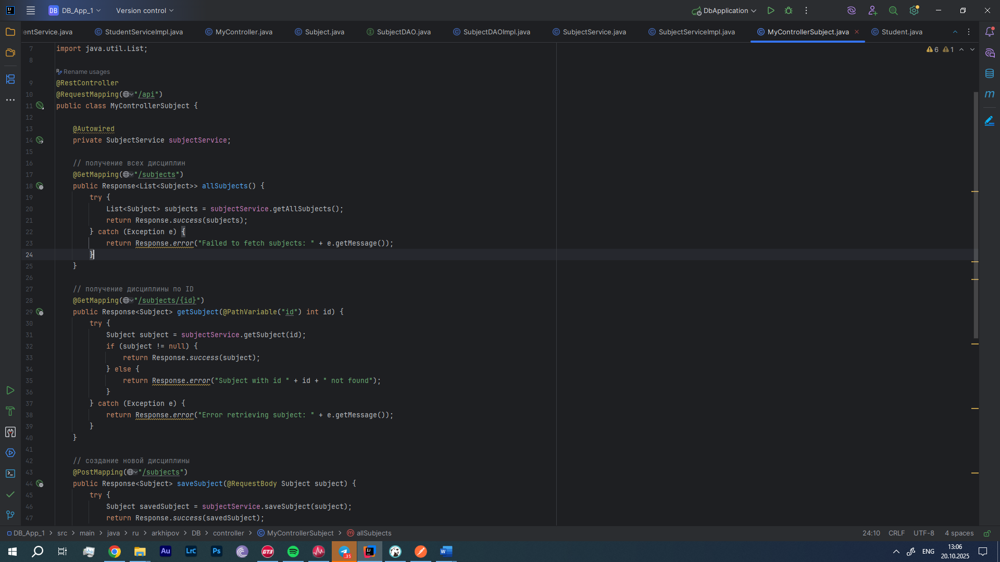 DB DB_App_1 Version control DbApplication
entService.java StudentServiceImpl.java MyController.java Subject.java SubjectDAO.java SubjectDAOImpl.java SubjectService.java SubjectServiceImpl.java MyControllerSubject.java Student.java
7 import java.util.List;
6 1
8
Rename usages
9 @RestController
10 @RequestMapping("/api")
11 public class MyControllerSubject {
12
13 @Autowired
14 private SubjectService subjectService;
15
16 // получение всех дисциплин
17 @GetMapping("/subjects")
18 public Response<List<Subject>> allSubjects() {
19 try {
20 List<Subject> subjects = subjectService.getAllSubjects();
21 return Response.success(subjects);
22 } catch (Exception e) {
23 return Response.error("Failed to fetch subjects: " + e.getMessage());
24 }
25 }
26
27 // получение дисциплины по ID
28 @GetMapping("/subjects/{id}")
29 public Response<Subject> getSubject(@PathVariable("id") int id) {
30 try {
31 Subject subject = subjectService.getSubject(id);
32 if (subject != null) {
33 return Response.success(subject);
34 } else {
35 return Response.error("Subject with id " + id + " not found");
36 }
37 } catch (Exception e) {
38 return Response.error("Error retrieving subject: " + e.getMessage());
39 }
40 }
41
42 // создание новой дисциплины
43 @PostMapping("/subjects")
44 public Response<Subject> saveSubject(@RequestBody Subject subject) {
45 try {
46 Subject savedSubject = subjectService.saveSubject(subject);
47 return Response.success(savedSubject);
DB_App_1 > src > main > java > ru > arkhipov > DB > controller > MyControllerSubject > allSubjects 24:10 CRLF UTF-8 4 spaces
Au LrC Ps GT3 .35 IJ W ENG 13:06
20.10.2025